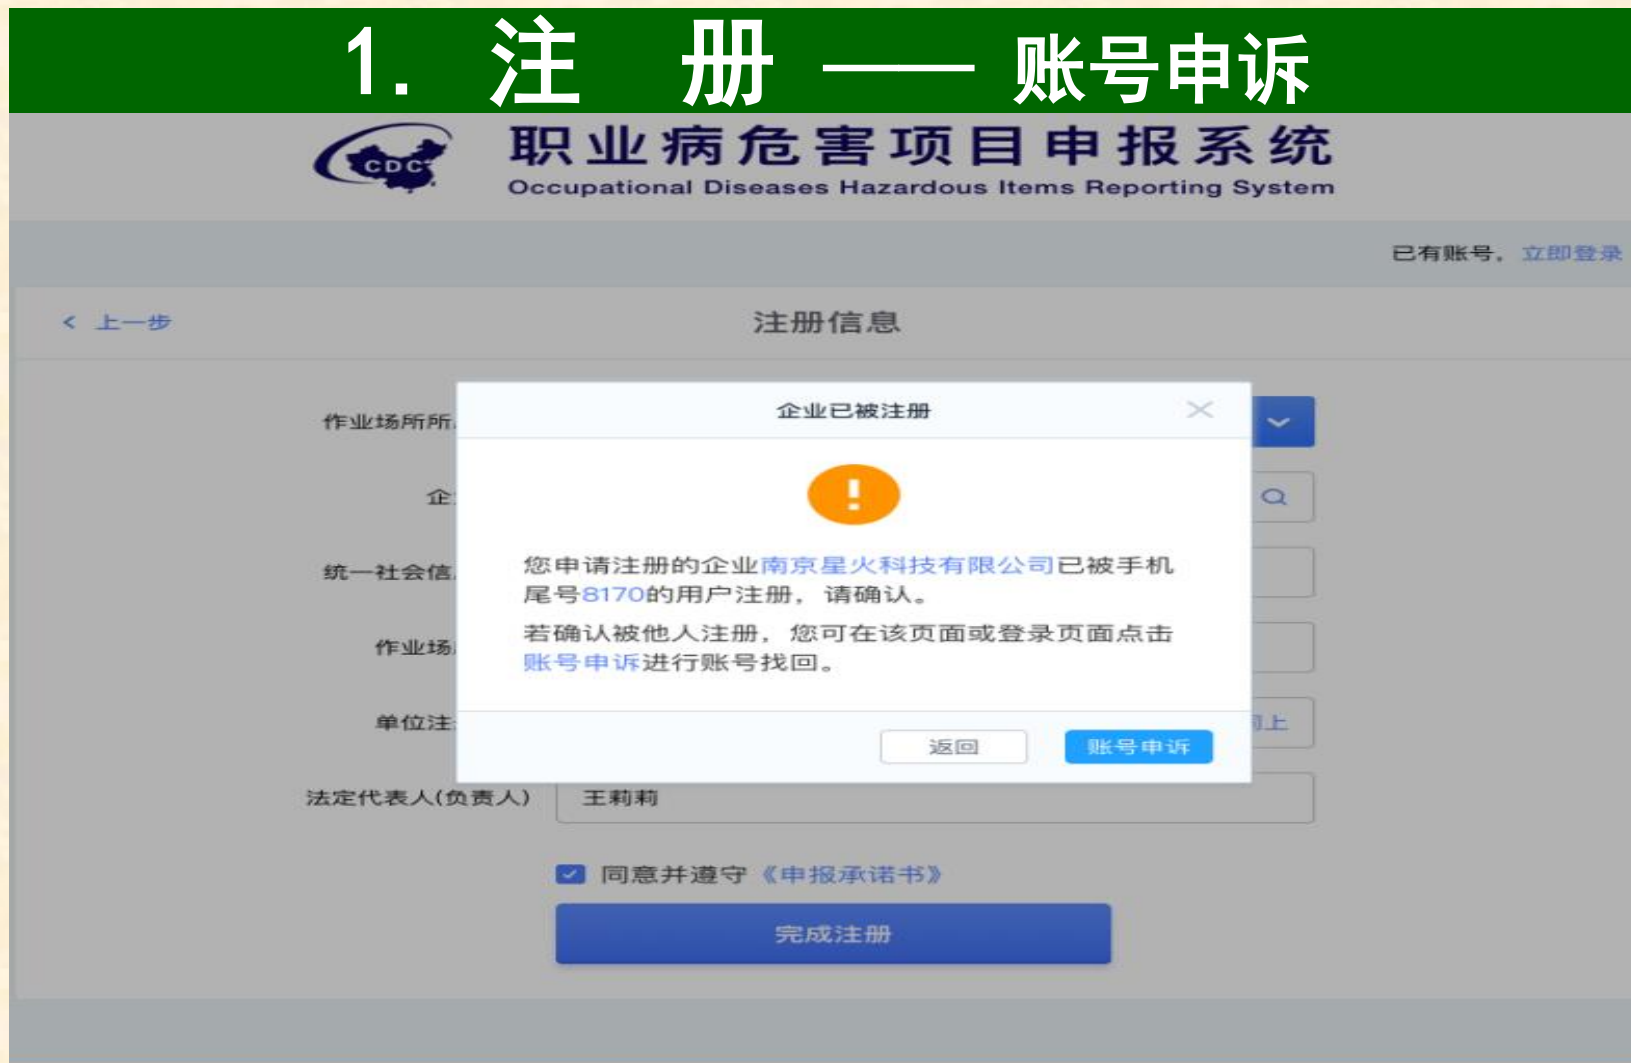 1. 注 册 —— 账号申诉
CDC
职业病危害项目申报系统
Occupational Diseases Hazardous Items Reporting System
已有账号，立即登录
< 上一步
注册信息
作业场所所
企业已被注册
企
您申请注册的企业南京星火科技有限公司已被手机
尾号8170的用户注册，请确认。
统一社会信
若确认被他人注册，您可在该页面或登录页面点击
账号申诉进行账号找回。
作业场
单位注
上
返回
账号申诉
法定代表人(负责人)
王莉莉
同意并遵守《申报承诺书》
完成注册